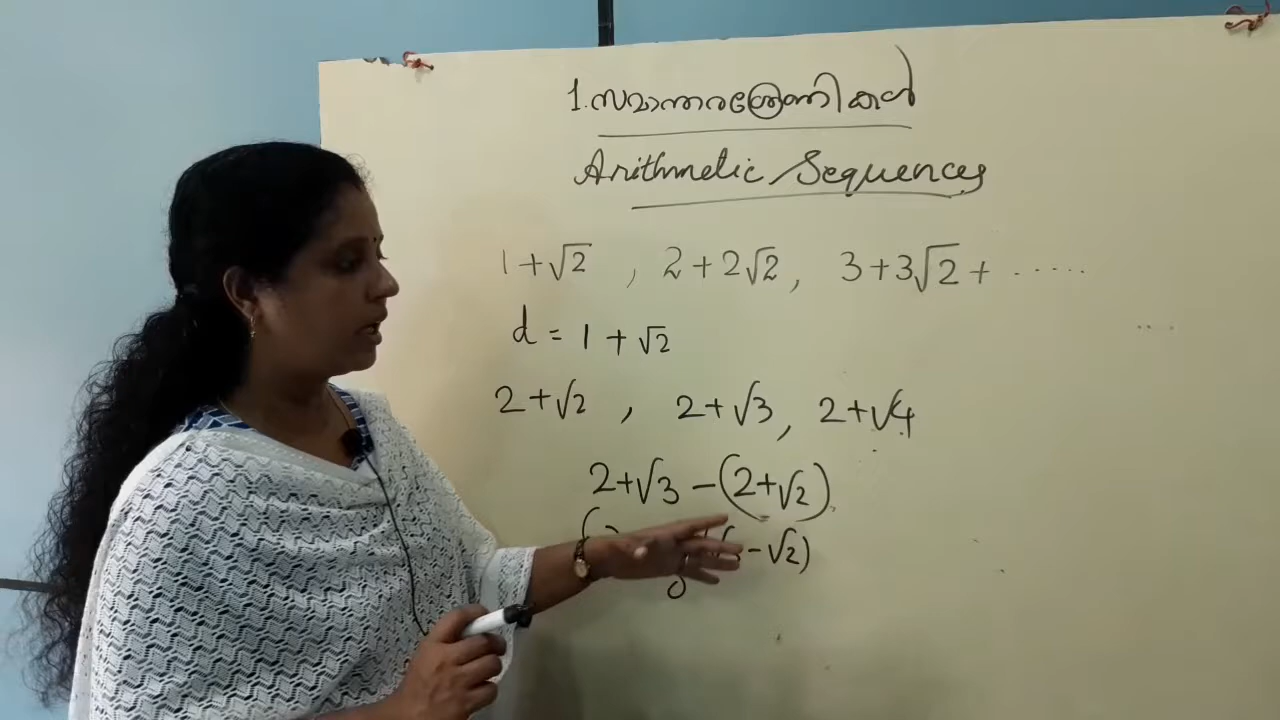 1. സമാന്തരശ്രേണികൾ
Arithmetic Sequences
1+√2 , 2+2√2, 3+3√2+ ......
d = 1 + √2
2+√2 , 2+√3, 2+√4
2+√3 -(2+√2)
-√2)